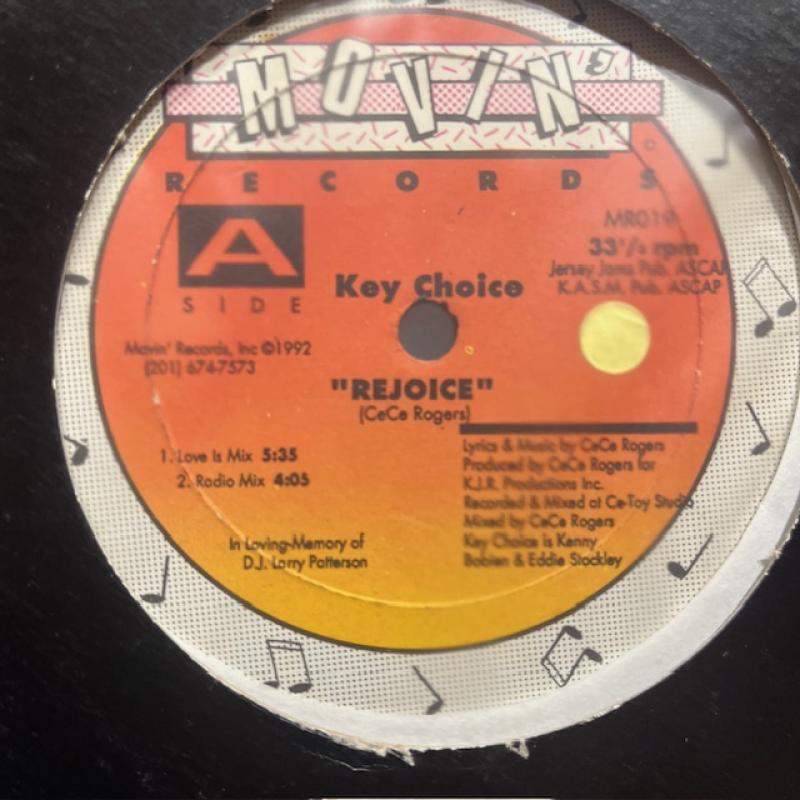 MOVIN'
RECORDS
A
SIDE
MR019
33⅓ rpm
Jersey Jams Pub. ASCAP
K.A.S.M. Pub. ASCAP
Key Choice
Movin' Records, Inc ©1992
(201) 674-7573
"REJOICE"
(CeCe Rogers)
1. Love Is Mix 5:35
2. Radio Mix 4:05
Lyrics & Music by CeCe Rogers
Produced by CeCe Rogers for
K.J.R. Productions Inc.
Recorded & Mixed at Ce-Toy Studio
Mixed by CeCe Rogers
Key Choice is Kenny
Bobien & Eddie Stockley
In Loving Memory of
D.J. Larry Patterson